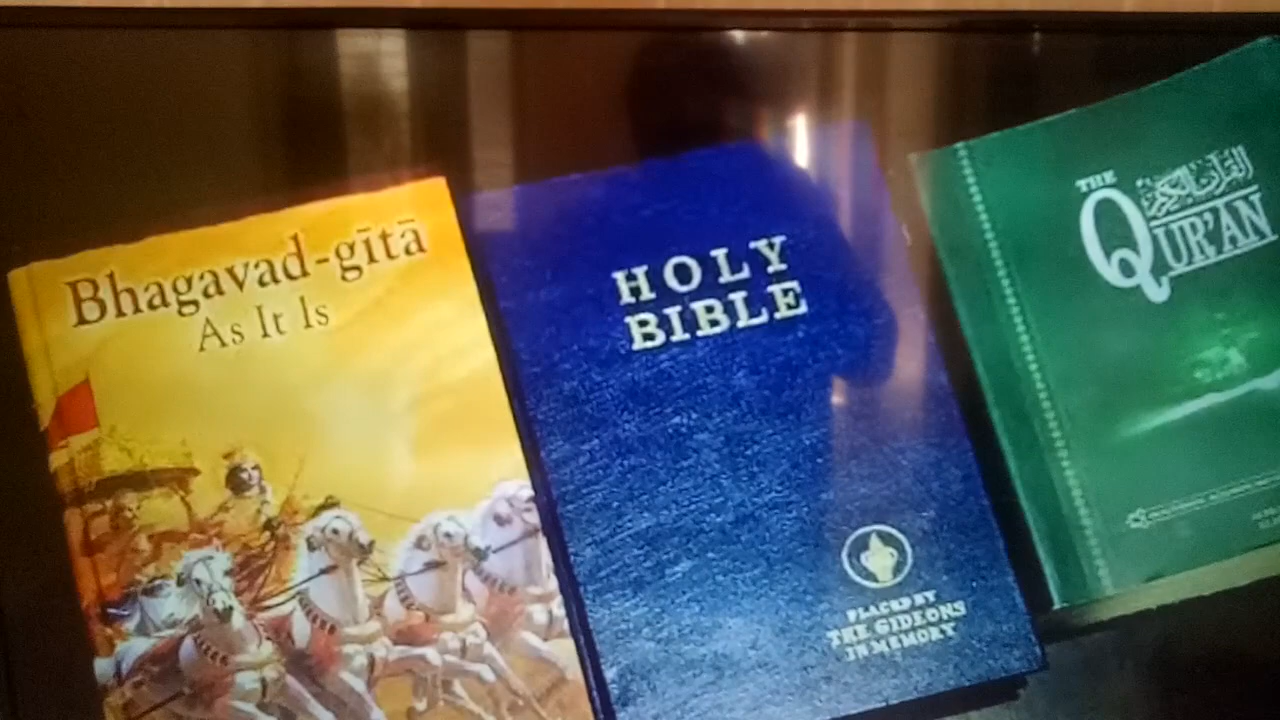 Bhagavad-gītā
As It Is
HOLY
BIBLE
PLACED BY
THE GIDEONS
IN MEMORY
THE
القرآن الكريم
QUR'AN